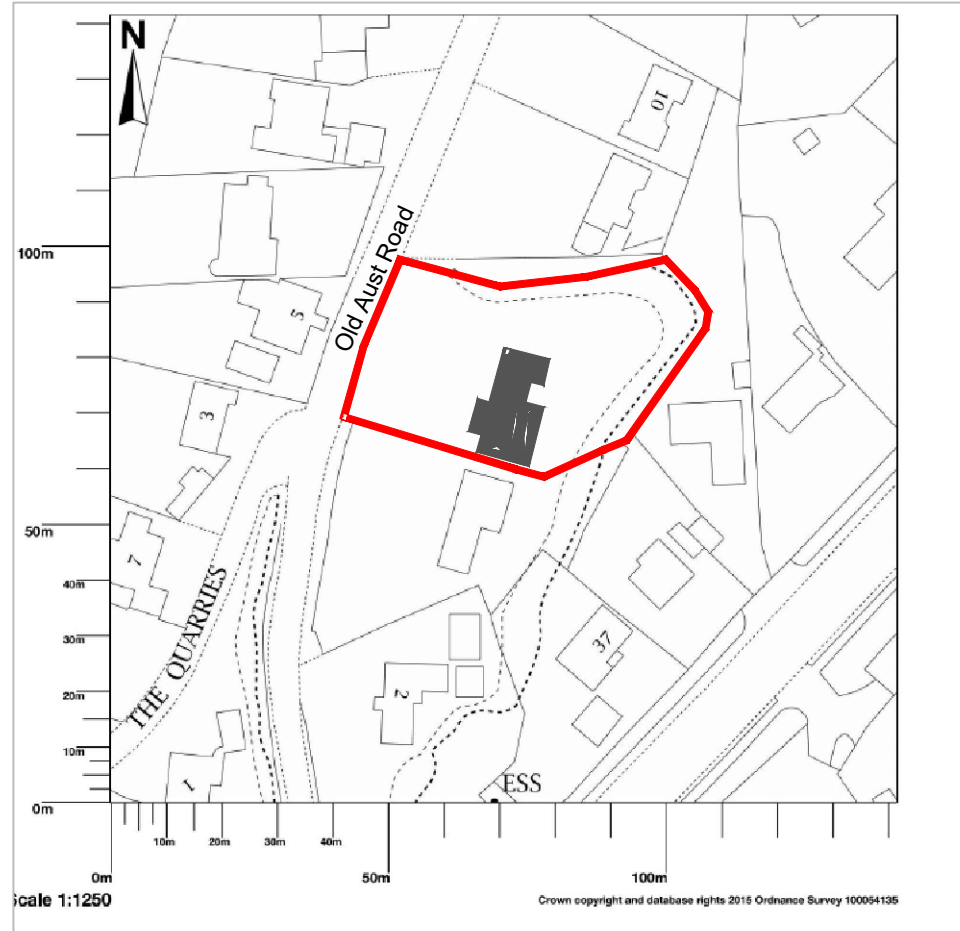 N
10
100m
Old Aust Road
5
3
7
50m
40m
THE QUARRIES
37
30m
2
20m
10m
1
ESS
0m
10m 20m 30m 40m
0m 50m 100m
cale 1:1250
Crown copyright and database rights 2015 Ordnance Survey 100054135